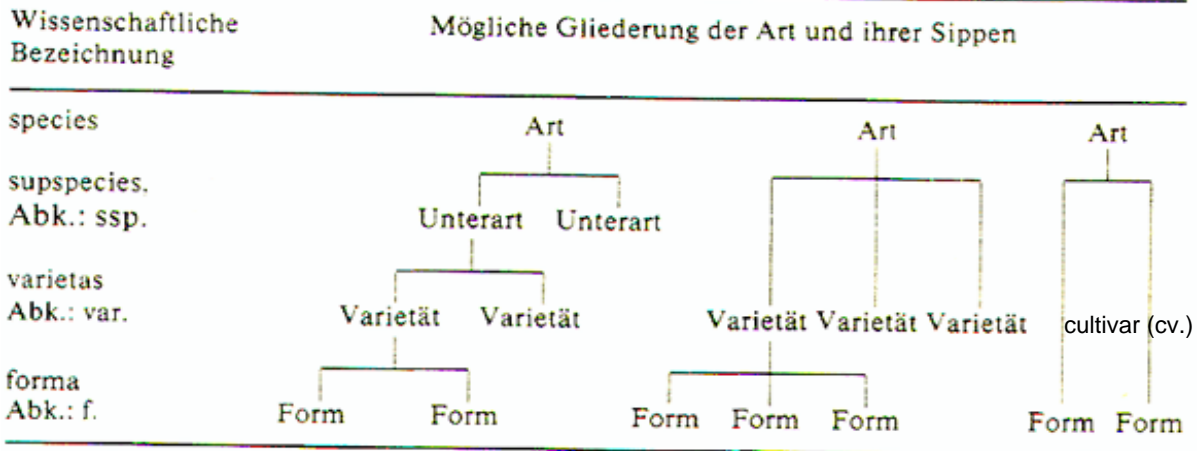 Wissenschaftliche
Bezeichnung
Mögliche Gliederung der Art und ihrer Sippen
species
Art Art Art
supspecies,
Abk.: ssp.
Unterart Unterart
varietas
Abk.: var.
Varietät Varietät Varietät Varietät Varietät cultivar (cv.)
forma
Abk.: f.
Form Form Form Form Form Form Form